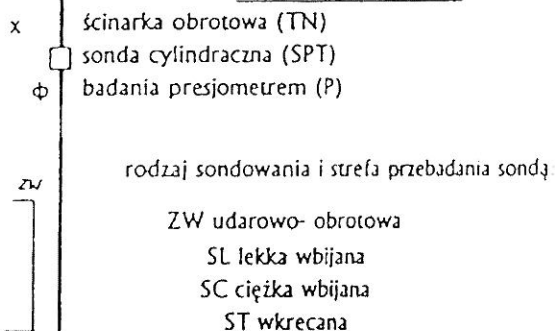 x ścinarka obrotowa (TN)
sonda cylindraczna (SPT)
ф badania presjometrem (P)
rodzaj sondowania i strefa przebadania sondą:
ZW
ZW udarowo- obrotowa
SL lekka wbijana
SC ciężka wbijana
ST wkręcana